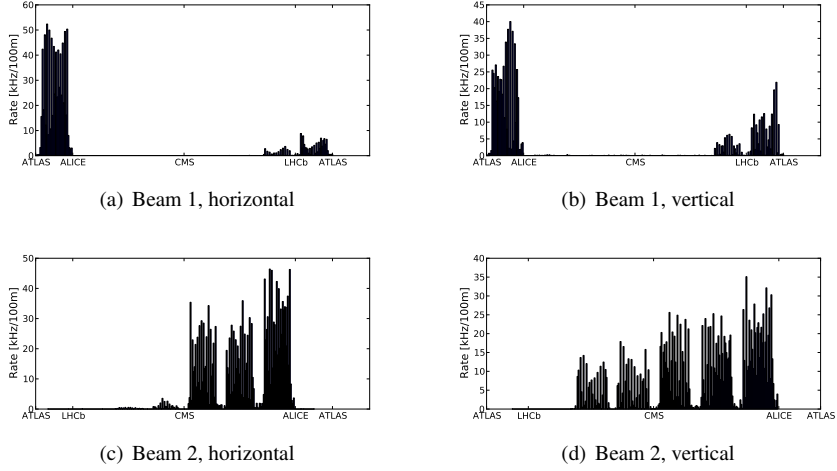 60
50
40
30
20
10
0
Rate [kHz/100m]
ATLAS ALICE CMS LHCb ATLAS
(a) Beam 1, horizontal
45
40
35
30
25
20
15
10
5
0
Rate [kHz/100m]
ATLAS ALICE CMS LHCb ATLAS
(b) Beam 1, vertical
50
40
30
20
10
0
Rate [kHz/100m]
ATLAS LHCb CMS ALICE ATLAS
(c) Beam 2, horizontal
40
35
30
25
20
15
10
5
0
Rate [kHz/100m]
ATLAS LHCb CMS ALICE ATLAS
(d) Beam 2, vertical